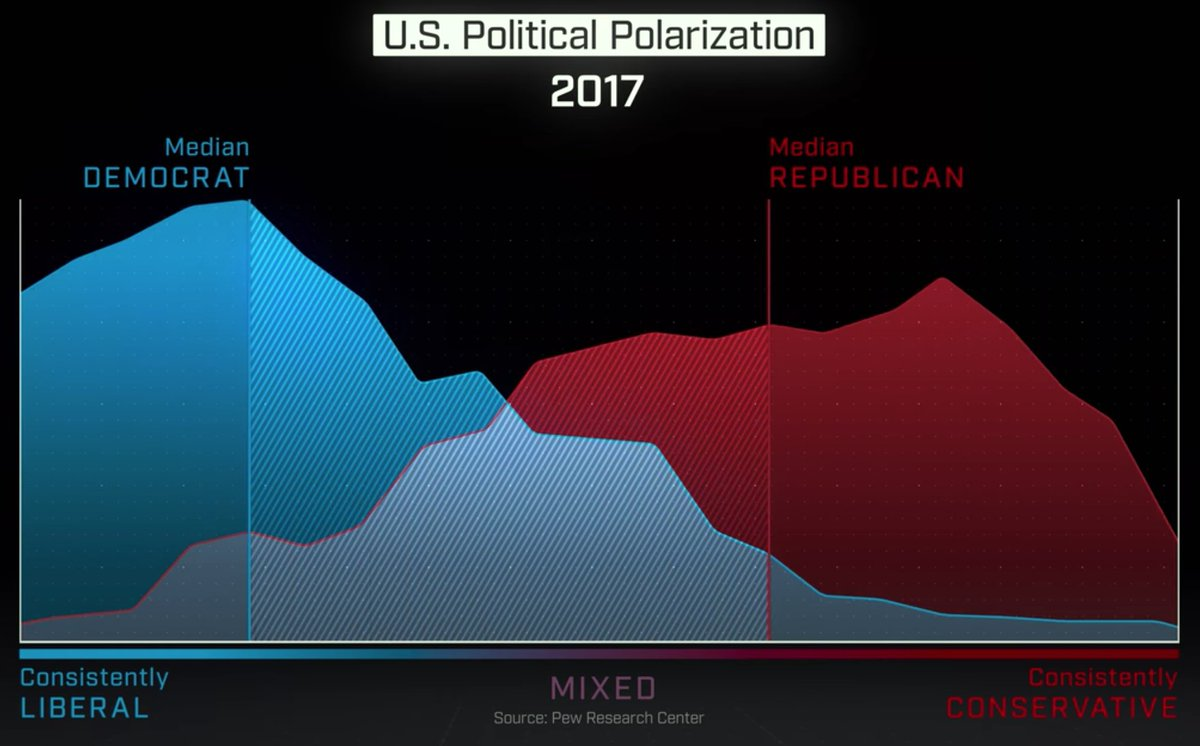 U.S. Political Polarization
2017
Median
DEMOCRAT
Median
REPUBLICAN
Consistently
LIBERAL
MIXED
Source: Pew Research Center
Consistently
CONSERVATIVE